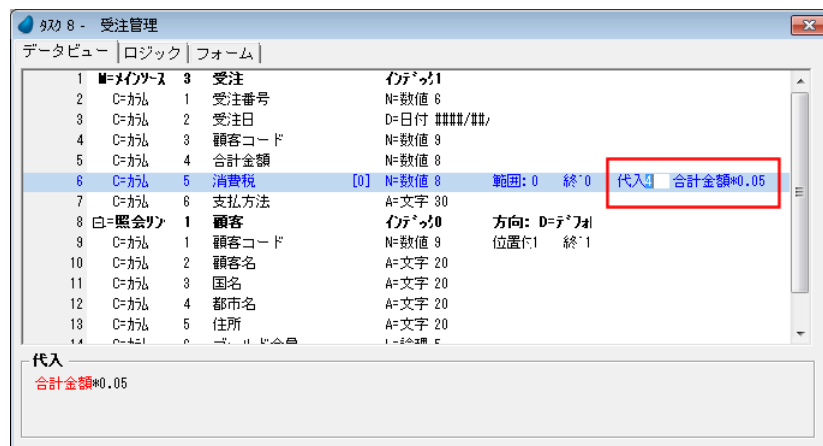 ﾀｽｸ 8 - 受注管理
データビュー ロジック フォーム
1 M=ﾒｲﾝｿｰｽ 3 受注 ｲﾝﾃﾞｯｸ1
2 C=ｶﾗﾑ 1 受注番号 N=数値 6
3 C=ｶﾗﾑ 2 受注日 D=日付 ####/##/
4 C=ｶﾗﾑ 3 顧客コード N=数値 9
5 C=ｶﾗﾑ 4 合計金額 N=数値 8
6 C=ｶﾗﾑ 5 消費税 [0] N=数値 8 範囲: 0 終 0 代入4 合計金額*0.05
7 C=ｶﾗﾑ 6 支払方法 A=文字 30
8 =照会ﾘﾝ 1 顧客 ｲﾝﾃﾞｯｸ0 方向: D=ﾃﾞﾌｫ
9 C=ｶﾗﾑ 1 顧客コード N=数値 9 位置付1 終 1
10 C=ｶﾗﾑ 2 顧客名 A=文字 20
11 C=ｶﾗﾑ 3 国名 A=文字 20
12 C=ｶﾗﾑ 4 都市名 A=文字 20
13 C=ｶﾗﾑ 5 住所 A=文字 20
代入
合計金額*0.05